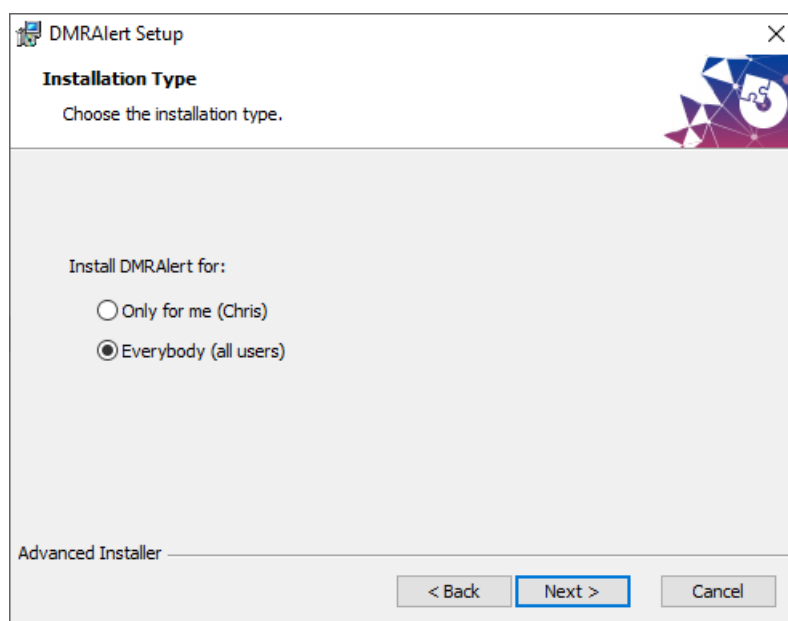 DMRAlert Setup
Installation Type
Choose the installation type.
Install DMRAlert for:
Only for me (Chris)
Everybody (all users)
Advanced Installer
< Back
Next >
Cancel